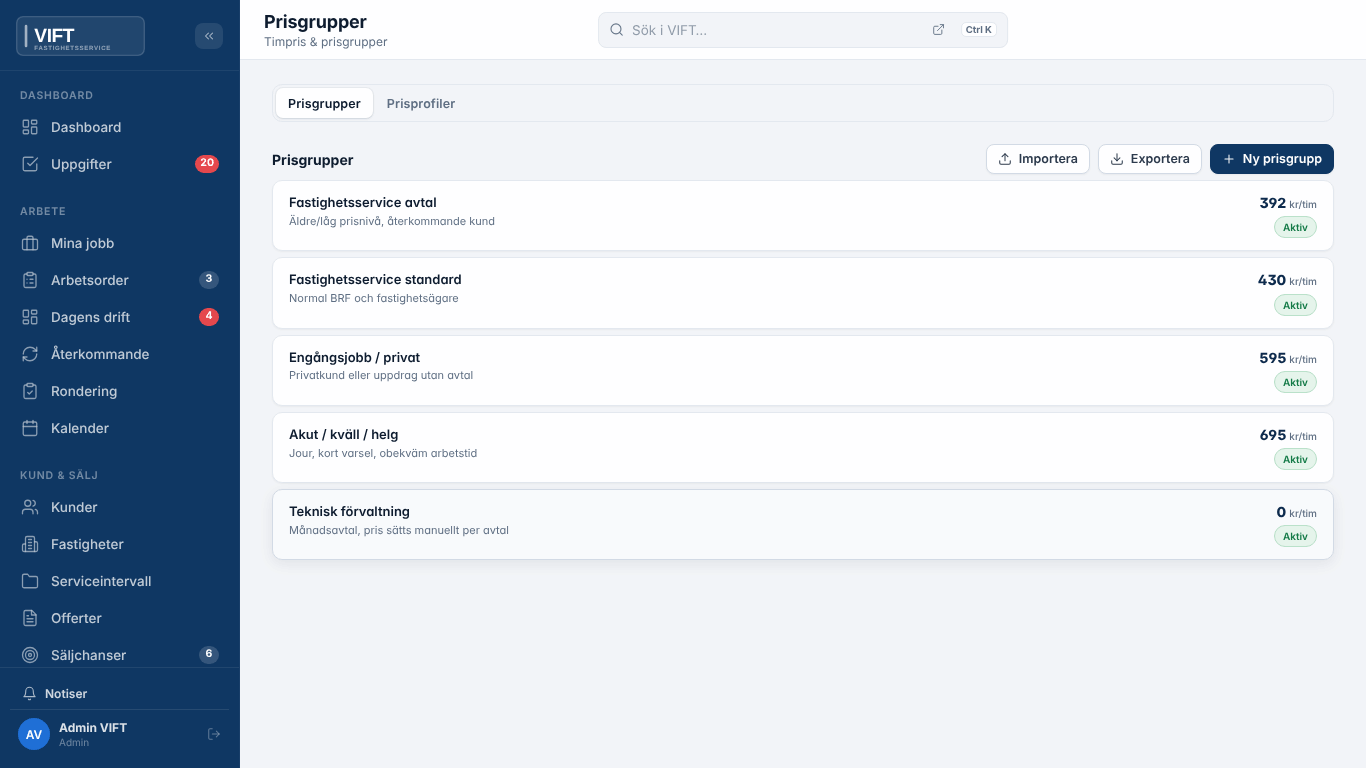 VIFT
FASTIGHETSSERVICE
DASHBOARD
Dashboard
Uppgifter 20
ARBETE
Mina jobb
Arbetsorder 3
Dagens drift 4
Återkommande
Rondering
Kalender
KUND & SÄLJ
Kunder
Fastigheter
Serviceintervall
Offerter
Säljchanser 6
Notiser
AV Admin VIFT
Admin
Prisgrupper
Timpris & prisgrupper
Sök i VIFT... Ctrl K
Prisgrupper Prisprofiler
Prisgrupper Importera Exportera Ny prisgrupp
Fastighetsservice avtal 392 kr/tim
Äldre/låg prisnivå, återkommande kund Aktiv
Fastighetsservice standard 430 kr/tim
Normal BRF och fastighetsägare Aktiv
Engångsjobb / privat 595 kr/tim
Privatkund eller uppdrag utan avtal Aktiv
Akut / kväll / helg 695 kr/tim
Jour, kort varsel, obekväm arbetstid Aktiv
Teknisk förvaltning 0 kr/tim
Månadsavtal, pris sätts manuellt per avtal Aktiv